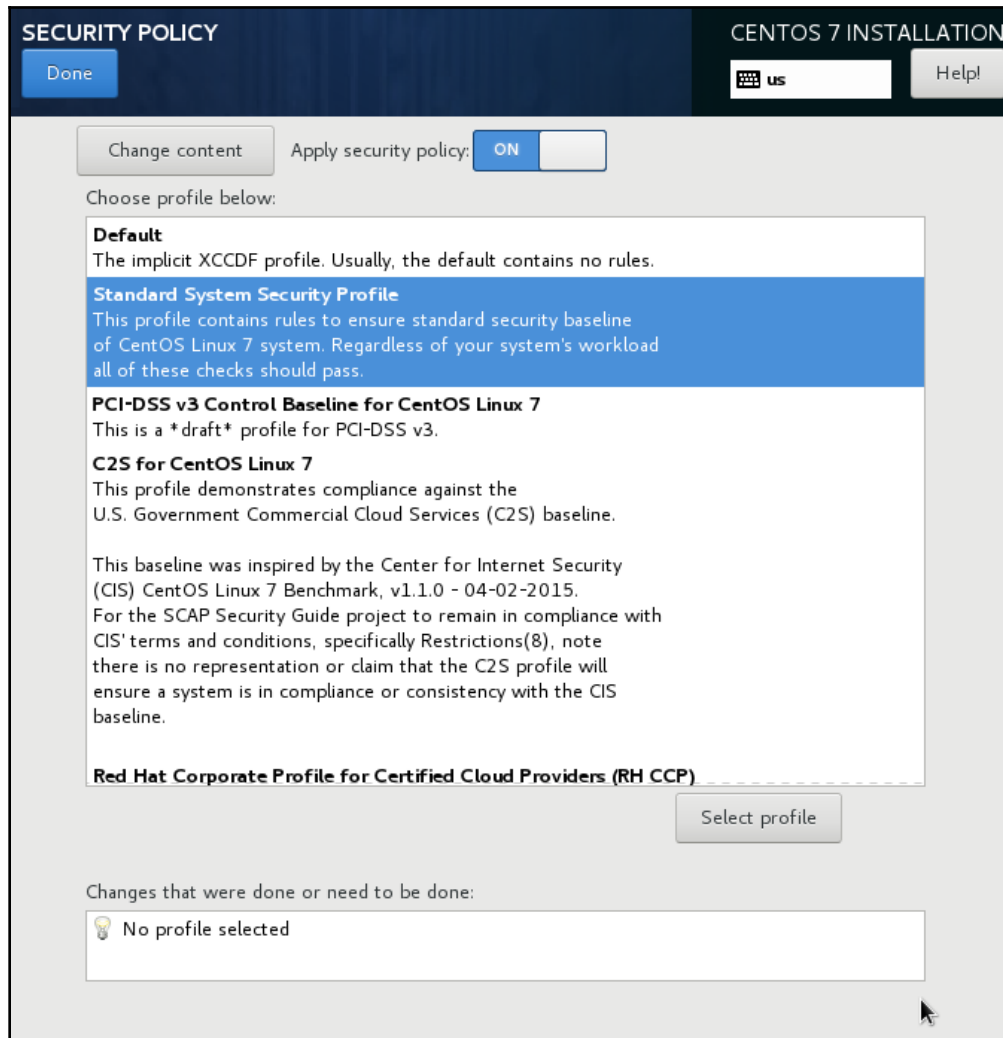 SECURITY POLICY
CENTOS 7 INSTALLATION
Done
us
Help!
Change content
Apply security policy:
ON
Choose profile below:
Default
The implicit XCCDF profile. Usually, the default contains no rules.
Standard System Security Profile
This profile contains rules to ensure standard security baseline
of CentOS Linux 7 system. Regardless of your system's workload
all of these checks should pass.
PCI-DSS v3 Control Baseline for CentOS Linux 7
This is a *draft* profile for PCI-DSS v3.
C2S for CentOS Linux 7
This profile demonstrates compliance against the
U.S. Government Commercial Cloud Services (C2S) baseline.
This baseline was inspired by the Center for Internet Security
(CIS) CentOS Linux 7 Benchmark, v1.1.0 - 04-02-2015.
For the SCAP Security Guide project to remain in compliance with
CIS' terms and conditions, specifically Restrictions(8), note
there is no representation or claim that the C2S profile will
ensure a system is in compliance or consistency with the CIS
baseline.
Red Hat Corporate Profile for Certified Cloud Providers (RH CCP)
Select profile
Changes that were done or need to be done:
No profile selected